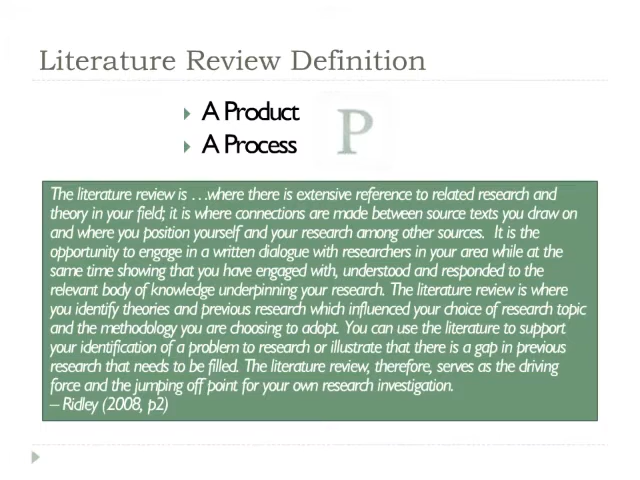 Literature Review Definition
A Product
A Process
P
The literature review is …where there is extensive reference to related research and
theory in your field; it is where connections are made between source texts you draw on
and where you position yourself and your research among other sources. It is the
opportunity to engage in a written dialogue with researchers in your area while at the
same time showing that you have engaged with, understood and responded to the
relevant body of knowledge underpinning your research. The literature review is where
you identify theories and previous research which influenced your choice of research topic
and the methodology you are choosing to adopt. You can use the literature to support
your identification of a problem to research or illustrate that there is a gap in previous
research that needs to be filled. The literature review, therefore, serves as the driving
force and the jumping off point for your own research investigation.
– Ridley (2008, p2)